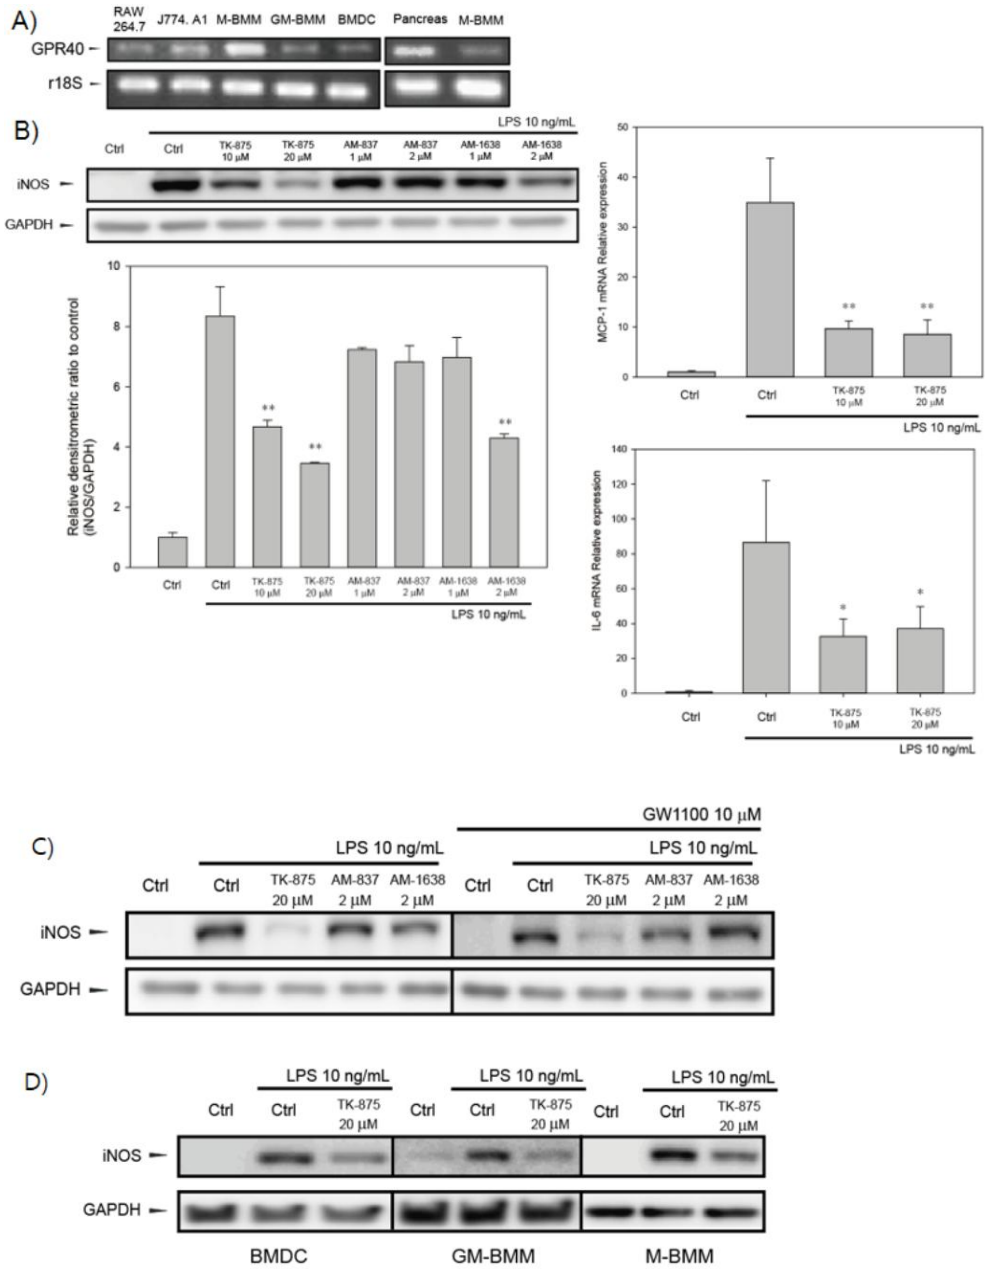 A)
RAW 264.7 J774. A1 M-BMM GM-BMM BMDC Pancreas M-BMM
GPR40
r18S
B)
LPS 10 ng/mL
Ctrl Ctrl TK-875 TK-875 AM-837 AM-837 AM-1638 AM-1638
10 µM 20 µM 1 µM 2 µM 1 µM 2 µM
iNOS
GAPDH
Relative densitrometric ratio to control
(iNOS/GAPDH)
10
8
6
4
2
0
** ** **
Ctrl Ctrl TK-875 TK-875 AM-837 AM-837 AM-1638 AM-1638
10 µM 20 µM 1 µM 2 µM 1 µM 2 µM
LPS 10 ng/mL
MCP-1 mRNA Relative expression
50
40
30
20
10
0
** **
Ctrl Ctrl TK-875 TK-875
10 µM 20 µM
LPS 10 ng/mL
IL-6 mRNA Relative expression
140
120
100
80
60
40
20
0
* *
Ctrl Ctrl TK-875 TK-875
10 µM 20 µM
LPS 10 ng/mL
C)
GW1100 10 µM
LPS 10 ng/mL LPS 10 ng/mL
Ctrl Ctrl TK-875 AM-837 AM-1638 Ctrl Ctrl TK-875 AM-837 AM-1638
20 µM 2 µM 2 µM 20 µM 2 µM 2 µM
iNOS
GAPDH
D)
LPS 10 ng/mL LPS 10 ng/mL LPS 10 ng/mL
Ctrl Ctrl TK-875 Ctrl Ctrl TK-875 Ctrl Ctrl TK-875
20 µM 20 µM 20 µM
iNOS
GAPDH
BMDC GM-BMM M-BMM